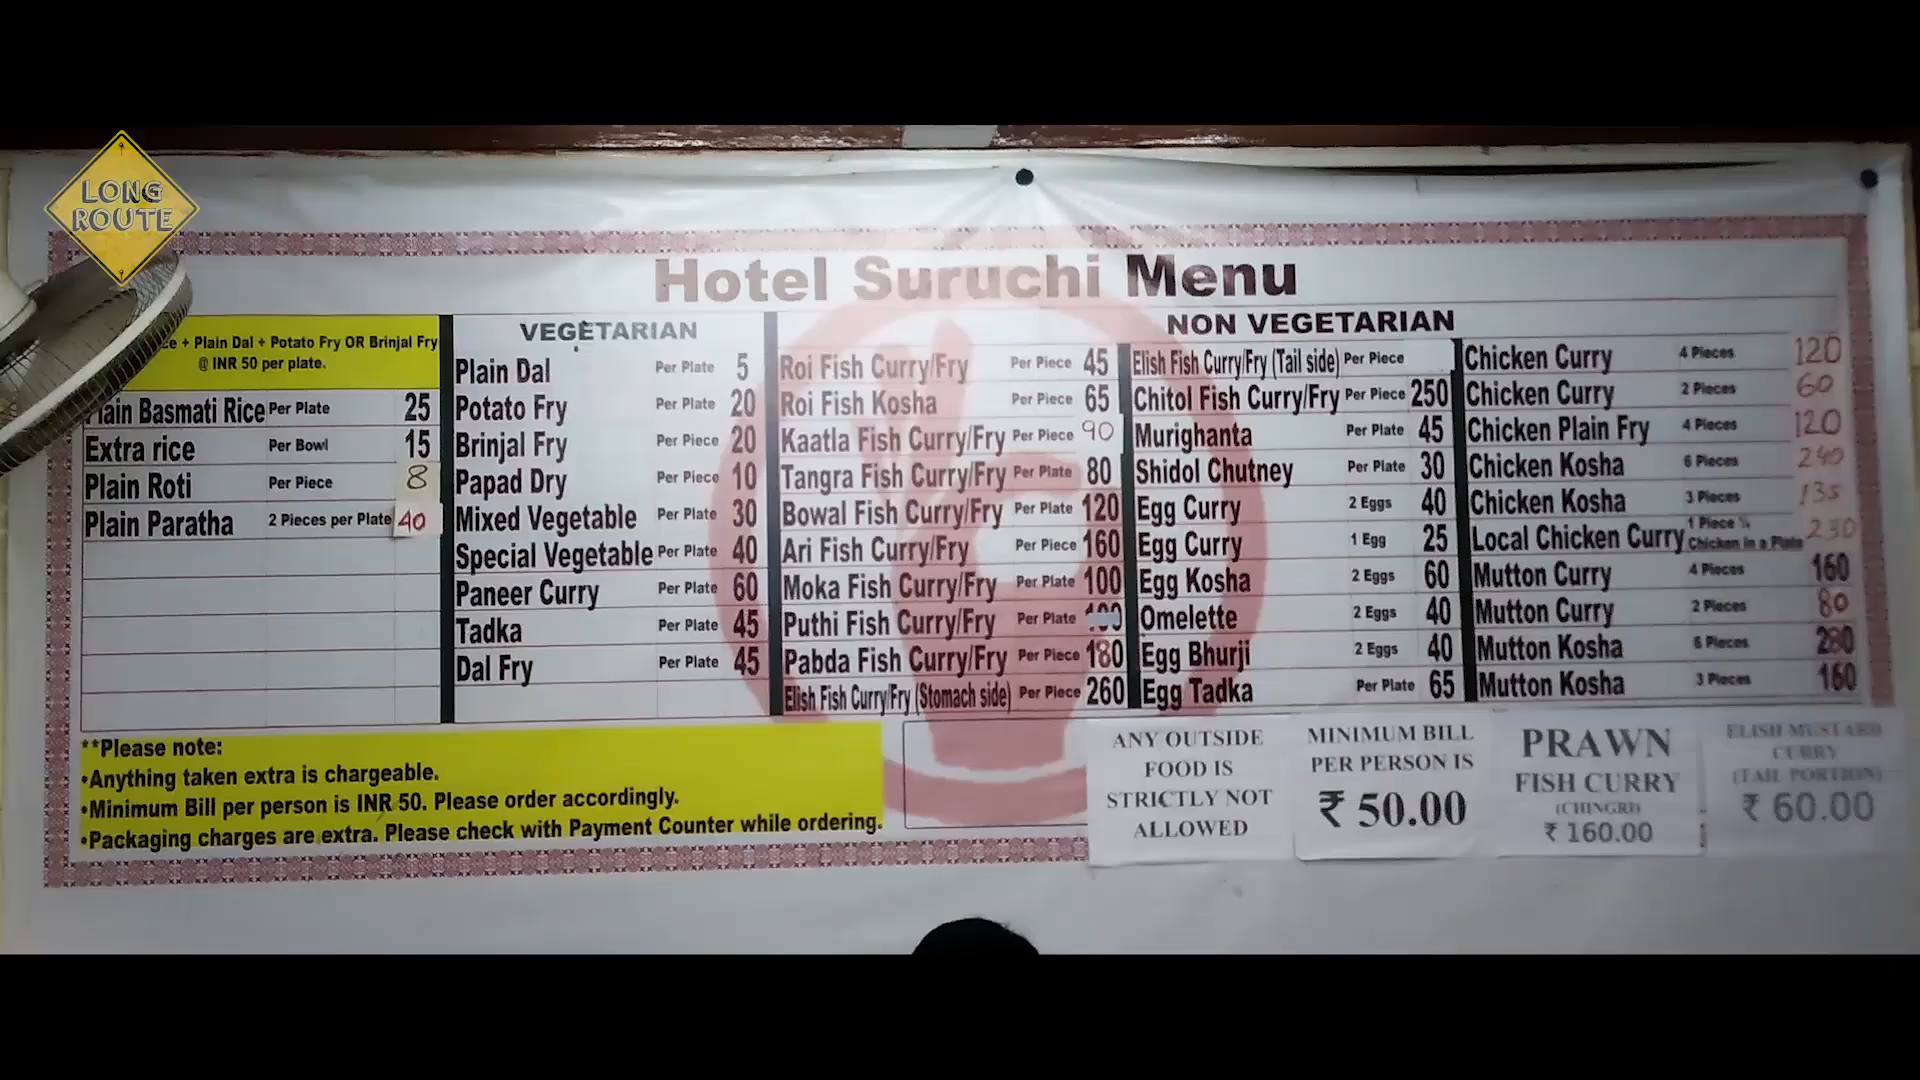 LONG
ROUTE
Hotel Suruchi Menu
+ Plain Dal + Potato Fry OR Brinjal Fry
@ INR 50 per plate.
Plain Basmati Rice Per Plate 25
Extra rice Per Bowl 15
Plain Roti Per Piece 8
Plain Paratha 2 Pieces per Plate 40
VEGETARIAN
Plain Dal Per Plate 5
Potato Fry Per Plate 20
Brinjal Fry Per Piece 20
Papad Dry Per Piece 10
Mixed Vegetable Per Plate 30
Special Vegetable Per Plate 40
Paneer Curry Per Plate 60
Tadka Per Plate 45
Dal Fry Per Plate 45
NON VEGETARIAN
Roi Fish Curry/Fry Per Piece 45
Roi Fish Kosha Per Piece 65
Kaatla Fish Curry/Fry Per Piece 90
Tangra Fish Curry/Fry Per Plate 80
Bowal Fish Curry/Fry Per Plate 120
Ari Fish Curry/Fry Per Piece 160
Moka Fish Curry/Fry Per Plate 100
Puthi Fish Curry/Fry Per Plate
Pabda Fish Curry/Fry Per Piece 180
Elish Fish Curry/Fry (Stomach side) Per Piece 260
Elish Fish Curry/Fry (Tail side) Per Piece
Chitol Fish Curry/Fry Per Piece 250
Murighanta Per Plate 45
Shidol Chutney Per Plate 30
Egg Curry 2 Eggs 40
Egg Curry 1 Egg 25
Egg Kosha 2 Eggs 60
Omelette 2 Eggs 40
Egg Bhurji 2 Eggs 40
Egg Tadka Per Plate 65
Chicken Curry 4 Pieces 120
Chicken Curry 2 Pieces 60
Chicken Plain Fry 4 Pieces 120
Chicken Kosha 6 Pieces 240
Chicken Kosha 3 Pieces 135
Local Chicken Curry 1 Piece ¼ Chicken in a Plate 230
Mutton Curry 4 Pieces 160
Mutton Curry 2 Pieces 80
Mutton Kosha 6 Pieces 280
Mutton Kosha 3 Pieces 160
**Please note:
•Anything taken extra is chargeable.
•Minimum Bill per person is INR 50. Please order accordingly.
•Packaging charges are extra. Please check with Payment Counter while ordering.
ANY OUTSIDE
FOOD IS
STRICTLY NOT
ALLOWED
MINIMUM BILL
PER PERSON IS
₹ 50.00
PRAWN
FISH CURRY
(CHINGRI)
₹ 160.00
ELISH MUSTARD
CURRY
(TAIL PORTION)
₹ 60.00